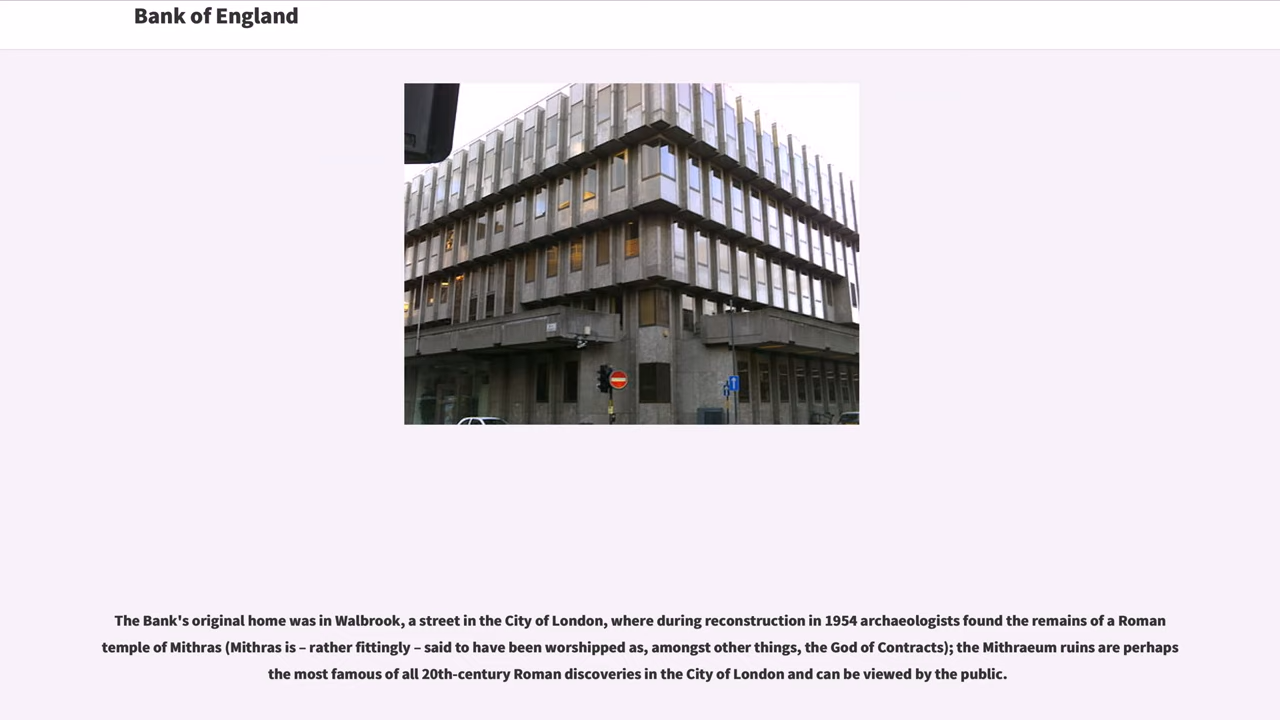 Bank of England
The Bank's original home was in Walbrook, a street in the City of London, where during reconstruction in 1954 archaeologists found the remains of a Roman
temple of Mithras (Mithras is – rather fittingly – said to have been worshipped as, amongst other things, the God of Contracts); the Mithraeum ruins are perhaps
the most famous of all 20th-century Roman discoveries in the City of London and can be viewed by the public.